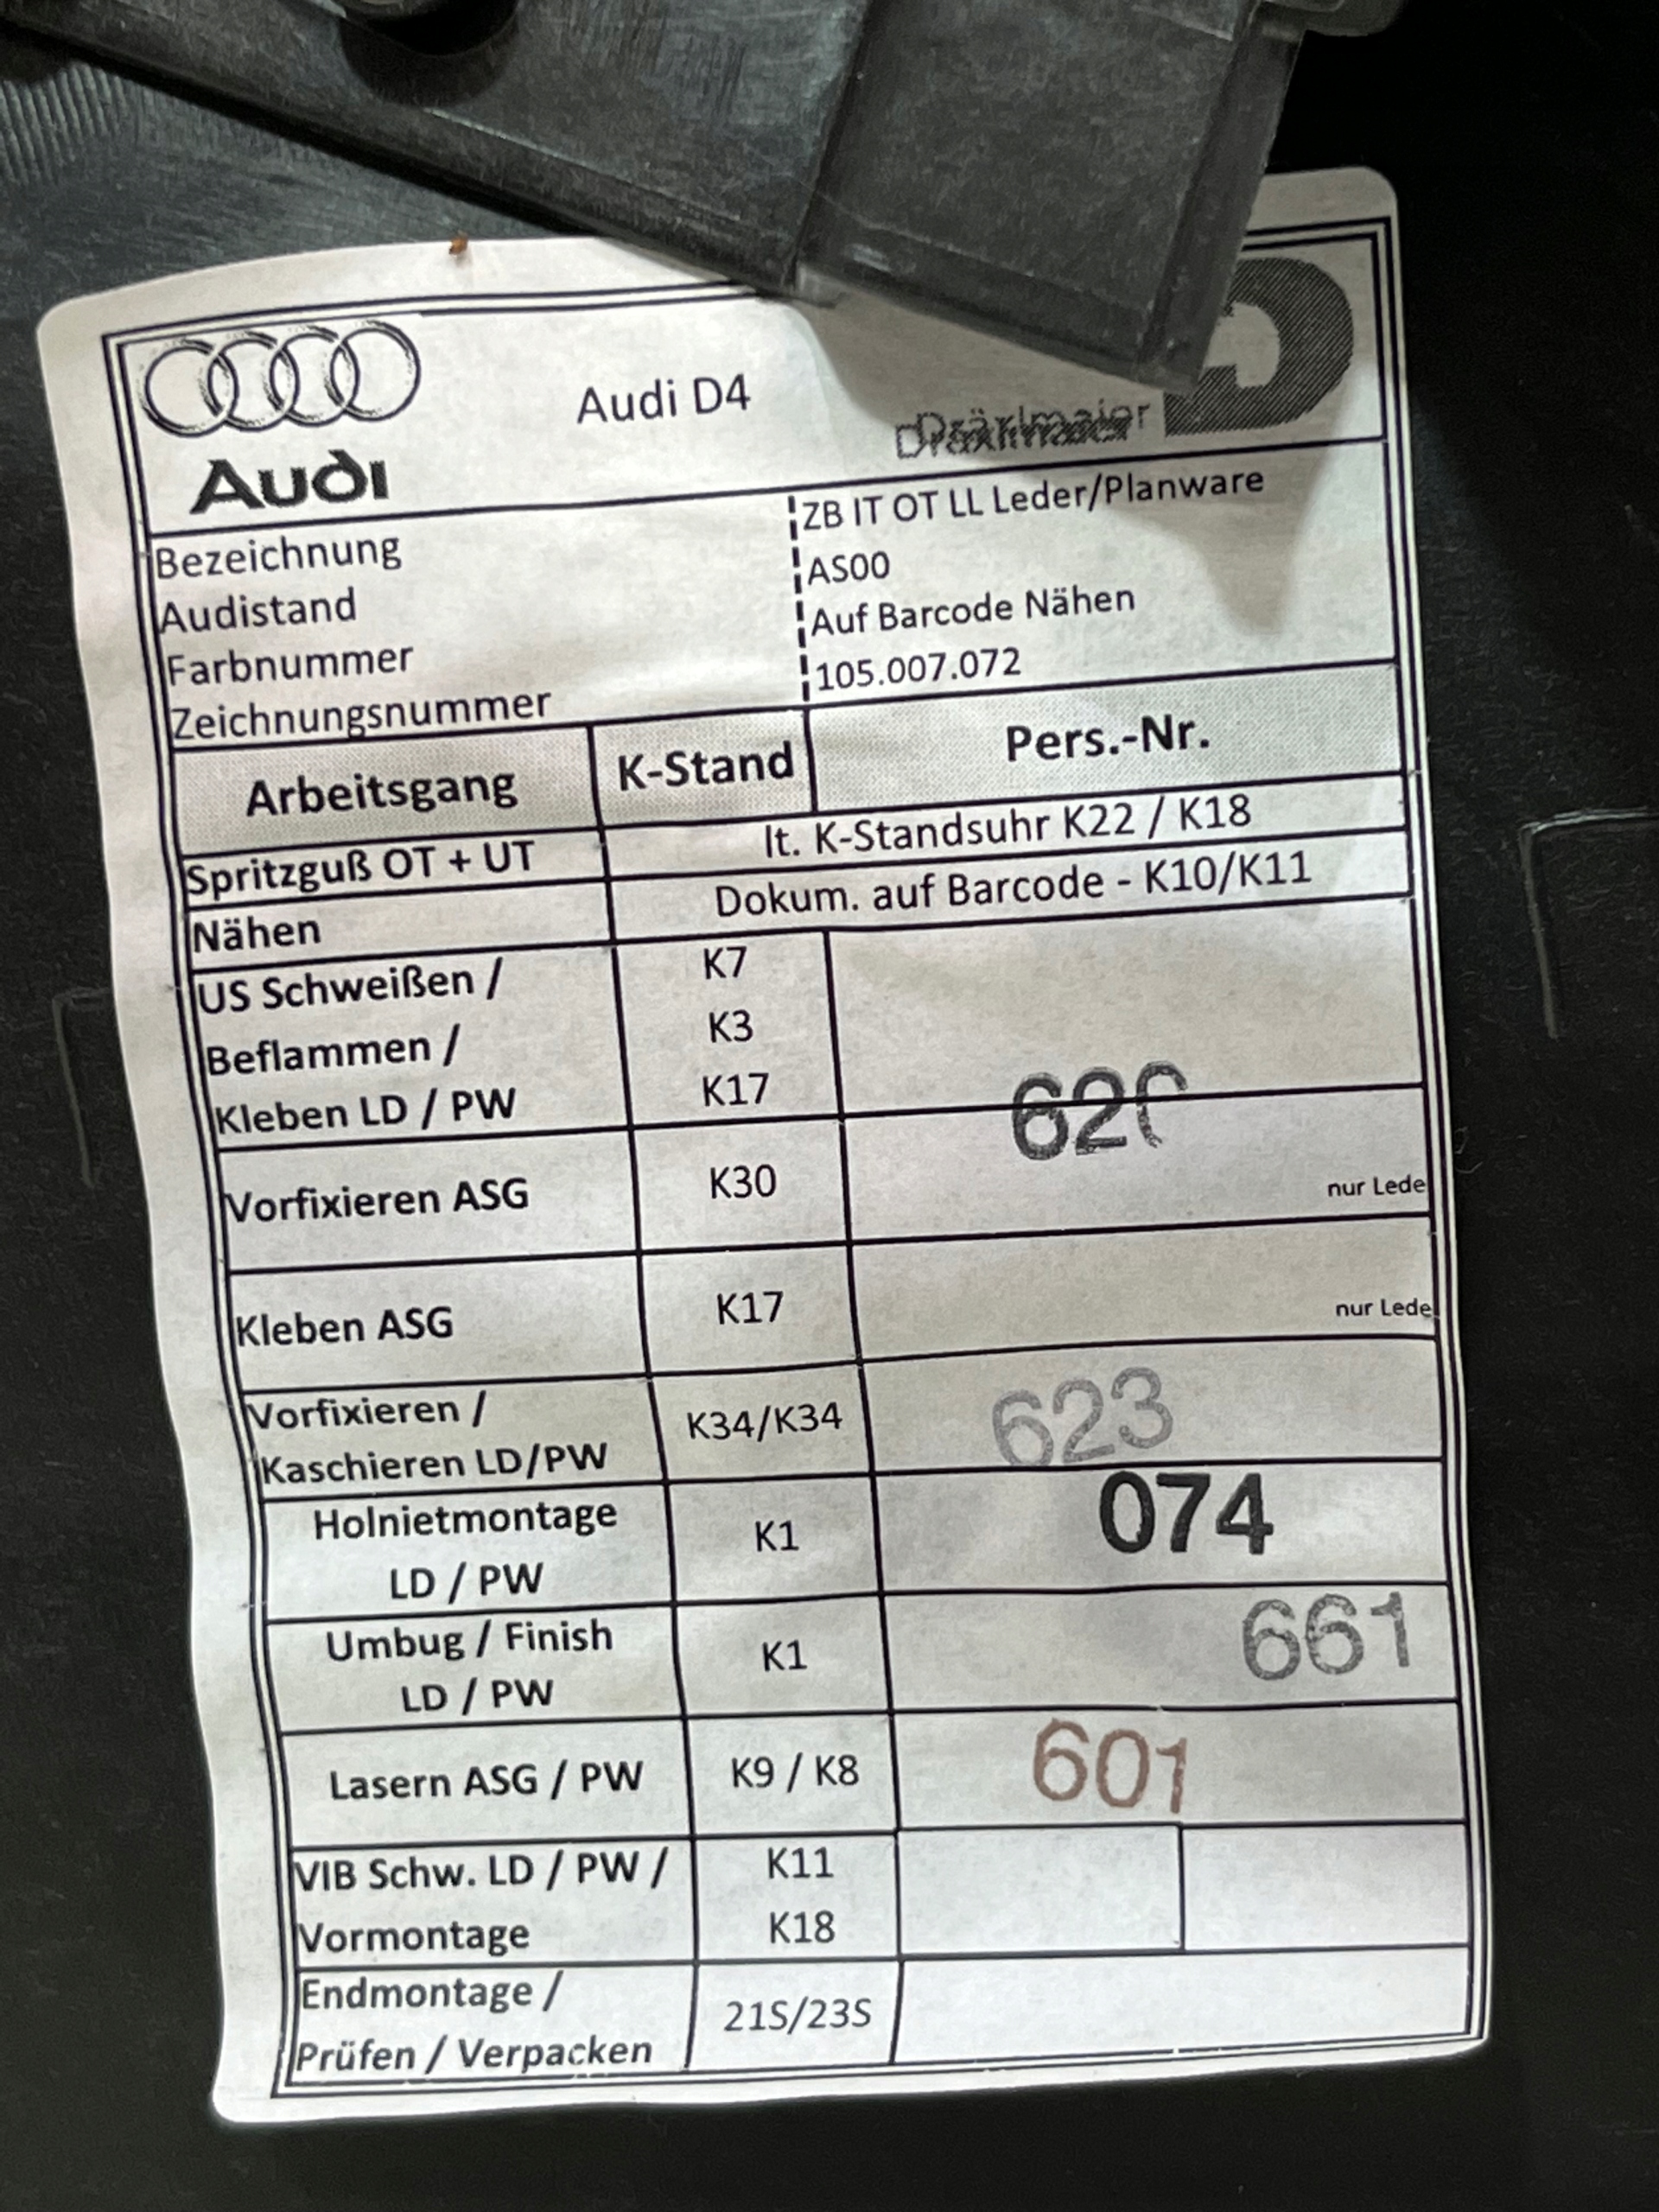 Audi D4
Dräxlmaier
Audi
Bezeichnung ZB IT OT LL Leder/Planware
Audistand AS00
Farbnummer Auf Barcode Nähen
Zeichnungsnummer 105.007.072
Arbeitsgang K-Stand Pers.-Nr.
Spritzguß OT + UT lt. K-Standsuhr K22 / K18
Nähen Dokum. auf Barcode - K10/K11
US Schweißen / K7
Beflammen / K3
Kleben LD / PW K17
Vorfixieren ASG K30 nur Lede
Kleben ASG K17 nur Lede
Vorfixieren /
Kaschieren LD/PW K34/K34 623
Holnietmontage
LD / PW K1 074
Umbug / Finish
LD / PW K1 661
Lasern ASG / PW K9 / K8 601
VIB Schw. LD / PW / K11
Vormontage K18
Endmontage /
Prüfen / Verpacken 21S/23S